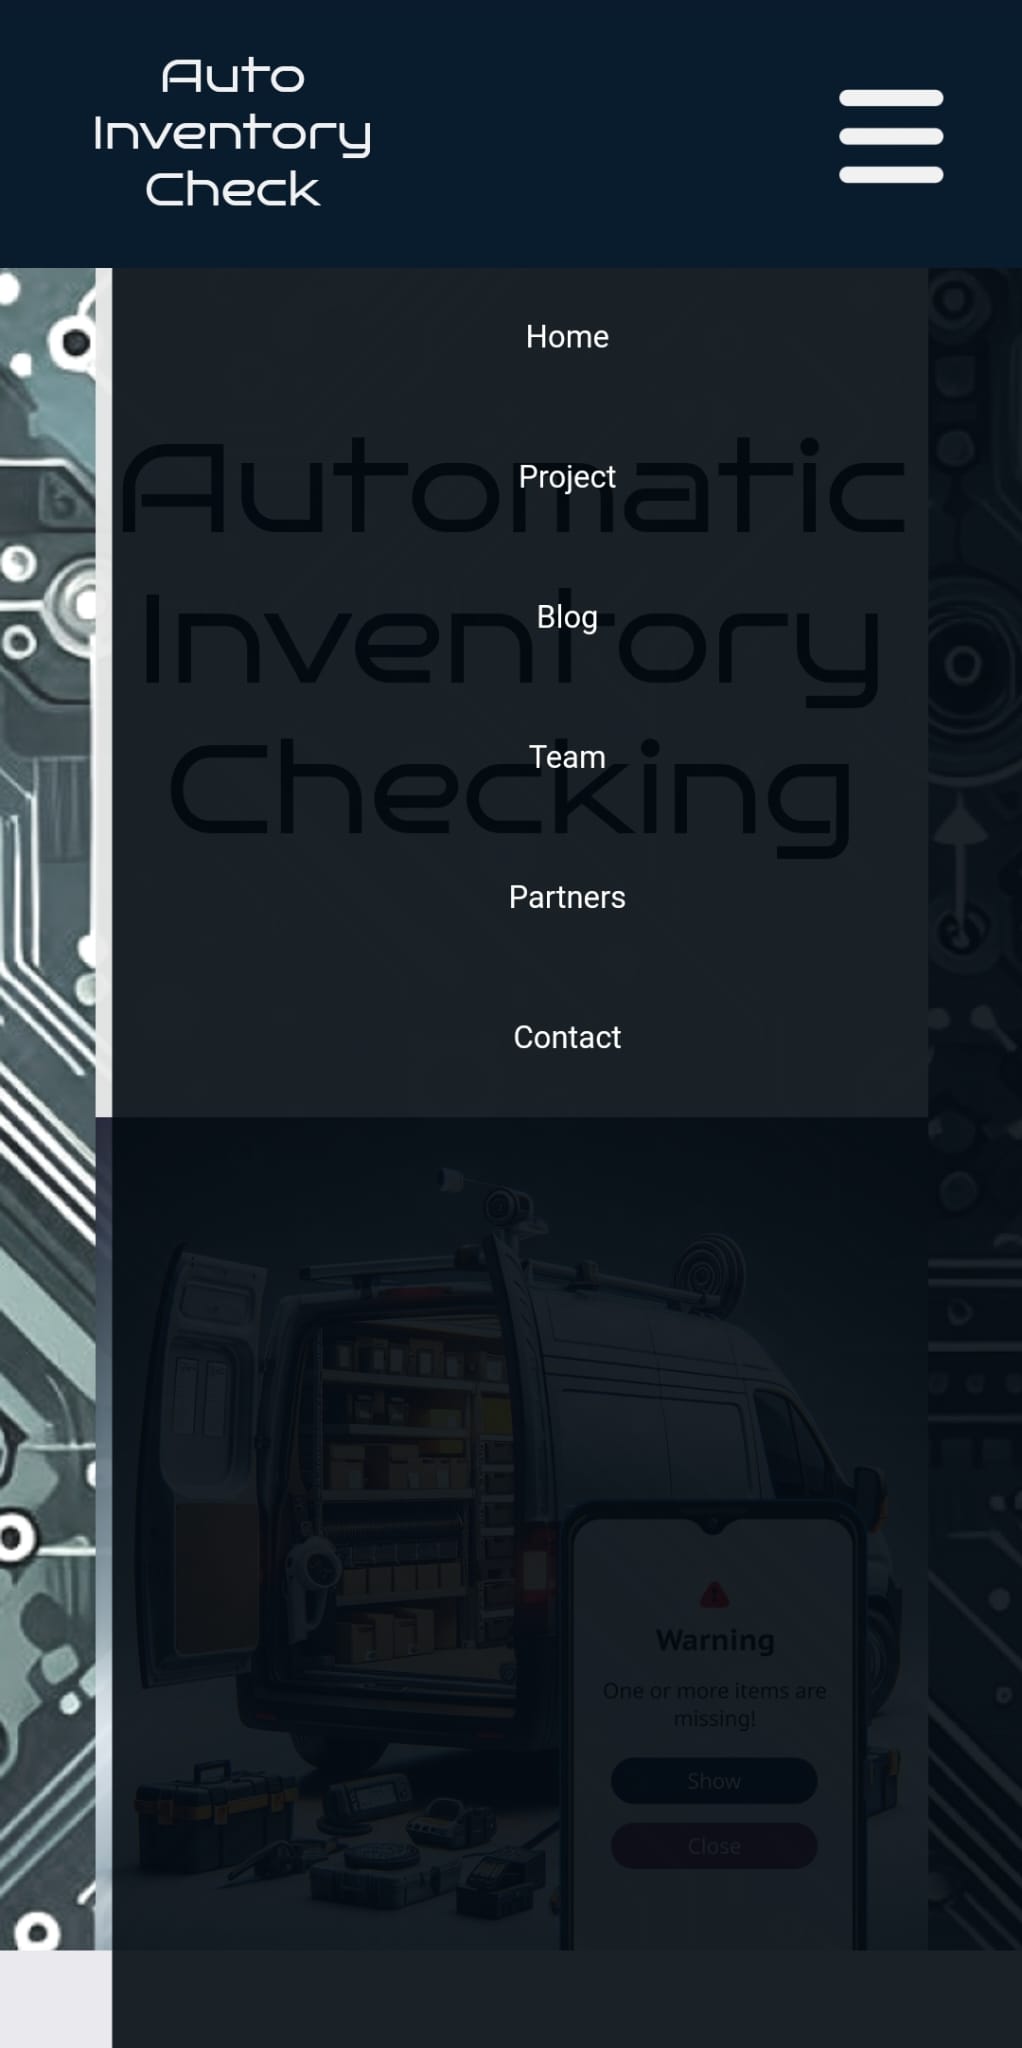 Auto
Inventory
Check
Home
Project
Blog
Team
Partners
Contact
Automatic
Inventory
Checking
Warning
One or more items are
missing!
Show
Close